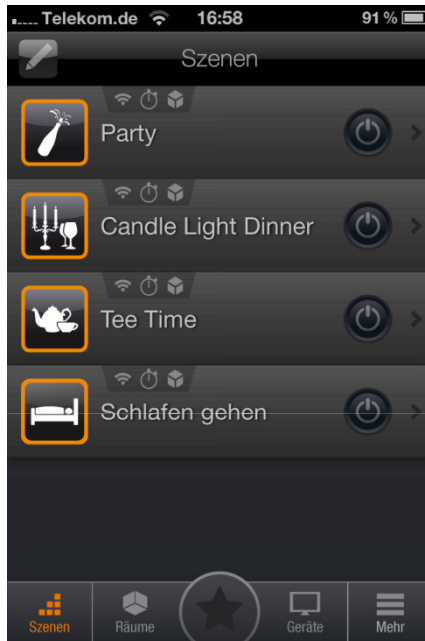 Telekom.de 16:58 91 %
Szenen
Party
Candle Light Dinner
Tee Time
Schlafen gehen
Szenen Räume Geräte Mehr